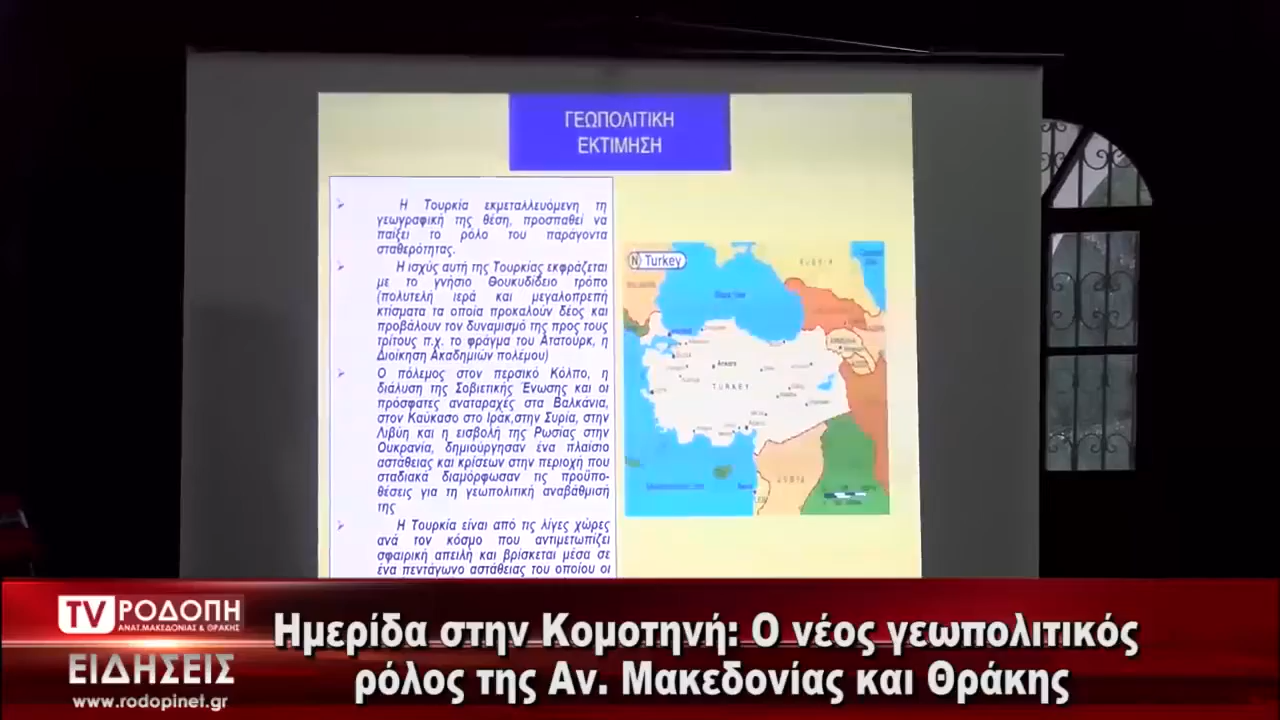 ΓΕΩΠΟΛΙΤΙΚΗ
ΕΚΤΙΜΗΣΗ
Η Τουρκία εκμεταλλευόμενη τη
γεωγραφική της θέση, προσπαθεί να
παίξει το ρόλο του παράγοντα
σταθερότητας.
Η ισχύς αυτή της Τουρκίας εκφράζεται
με το γνήσιο Θουκυδίδειο τρόπο
(πολυτελή ιερά και μεγαλοπρεπή
κτίσματα τα οποία προκαλούν δέος και
προβάλουν τον δυναμισμό της προς τους
τρίτους π.χ. το φράγμα του Ατατούρκ, η
Διοίκηση Ακαδημιών πολέμου)
Ο πόλεμος στον περσικό Κόλπο, η
διάλυση της Σοβιετικής Ένωσης και οι
πρόσφατες αναταραχές στα Βαλκάνια,
στον Καύκασο στο Ιράκ,στην Συρία, στην
Λιβύη και η εισβολή της Ρωσίας στην
Ουκρανία, δημιούργησαν ένα πλαίσιο
αστάθειας και κρίσεων στην περιοχή που
σταδιακά διαμόρφωσαν τις προϋπο-
θέσεις για τη γεωπολιτική αναβάθμισή
της
Η Τουρκία είναι από τις λίγες χώρες
ανά τον κόσμο που αντιμετωπίζει
σφαιρική απειλή και βρίσκεται μέσα σε
ένα πεντάγωνο αστάθειας του οποίου οι
N Turkey
RUSSIA
Black Sea
Ankara
TURKEY
SYRIA
TV ΡΟΔΟΠΗ
ΑΝΑΤ.ΜΑΚΕΔΟΝΙΑΣ & ΘΡΑΚΗΣ
ΕΙΔΗΣΕΙΣ
www.rodopinet.gr
Ημερίδα στην Κομοτηνή: Ο νέος γεωπολιτικός
ρόλος της Αν. Μακεδονίας και Θράκης